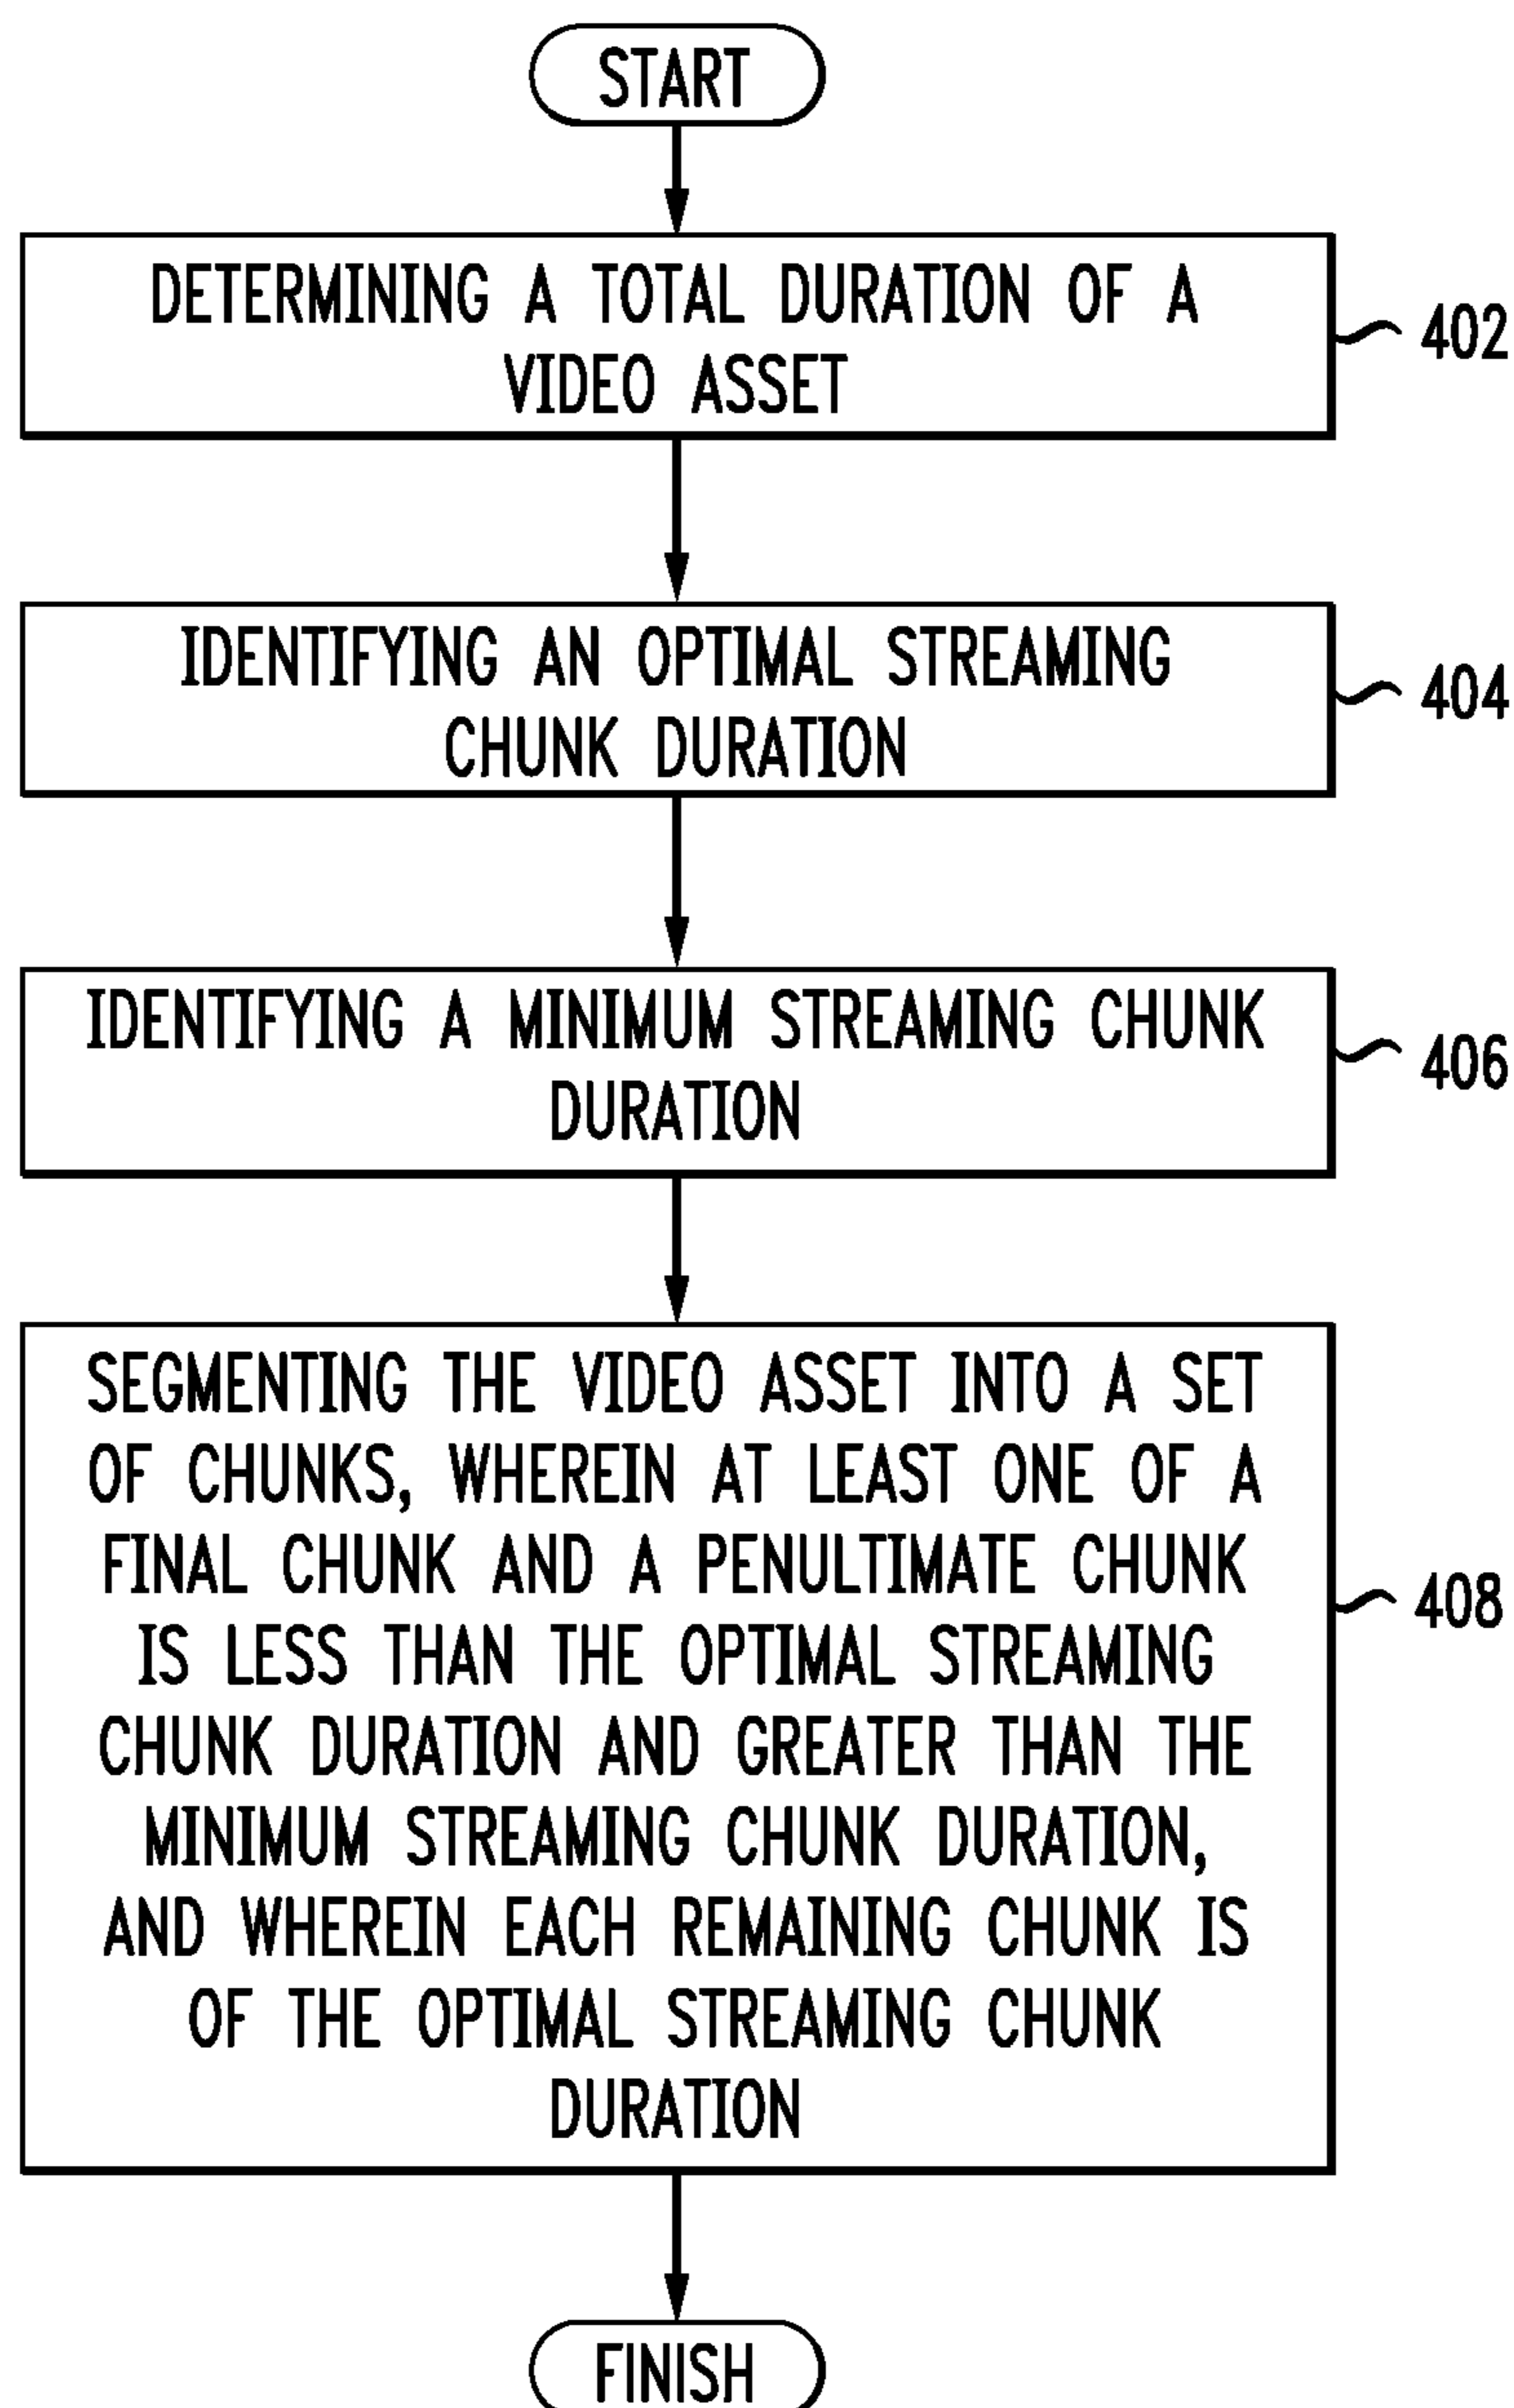 START
DETERMINING A TOTAL DURATION OF A
VIDEO ASSET
402
IDENTIFYING AN OPTIMAL STREAMING
CHUNK DURATION
404
IDENTIFYING A MINIMUM STREAMING CHUNK
DURATION
406
SEGMENTING THE VIDEO ASSET INTO A SET
OF CHUNKS, WHEREIN AT LEAST ONE OF A
FINAL CHUNK AND A PENULTIMATE CHUNK
IS LESS THAN THE OPTIMAL STREAMING
CHUNK DURATION AND GREATER THAN THE
MINIMUM STREAMING CHUNK DURATION,
AND WHEREIN EACH REMAINING CHUNK IS
OF THE OPTIMAL STREAMING CHUNK
DURATION
408
FINISH